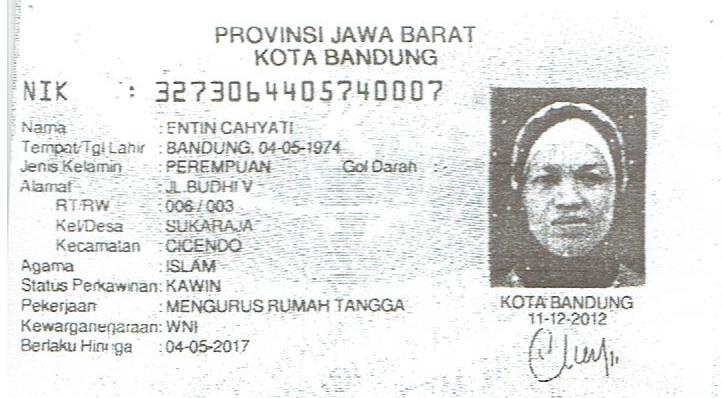 PROVINSI JAWA BARAT
KOTA BANDUNG
NIK : 3273064405740007
Nama : ENTIN CAHYATI
Tempat/Tgl Lahir : BANDUNG, 04-05-1974
Jenis Kelamin : PEREMPUAN Gol Darah : -
Alamat : JL.BUDHI V
RT/RW : 006 / 003
Kel/Desa : SUKARAJA
Kecamatan : CICENDO
Agama : ISLAM
Status Perkawinan: KAWIN
Pekerjaan : MENGURUS RUMAH TANGGA
Kewarganegaraan: WNI
Berlaku Hingga : 04-05-2017
KOTA BANDUNG
11-12-2012